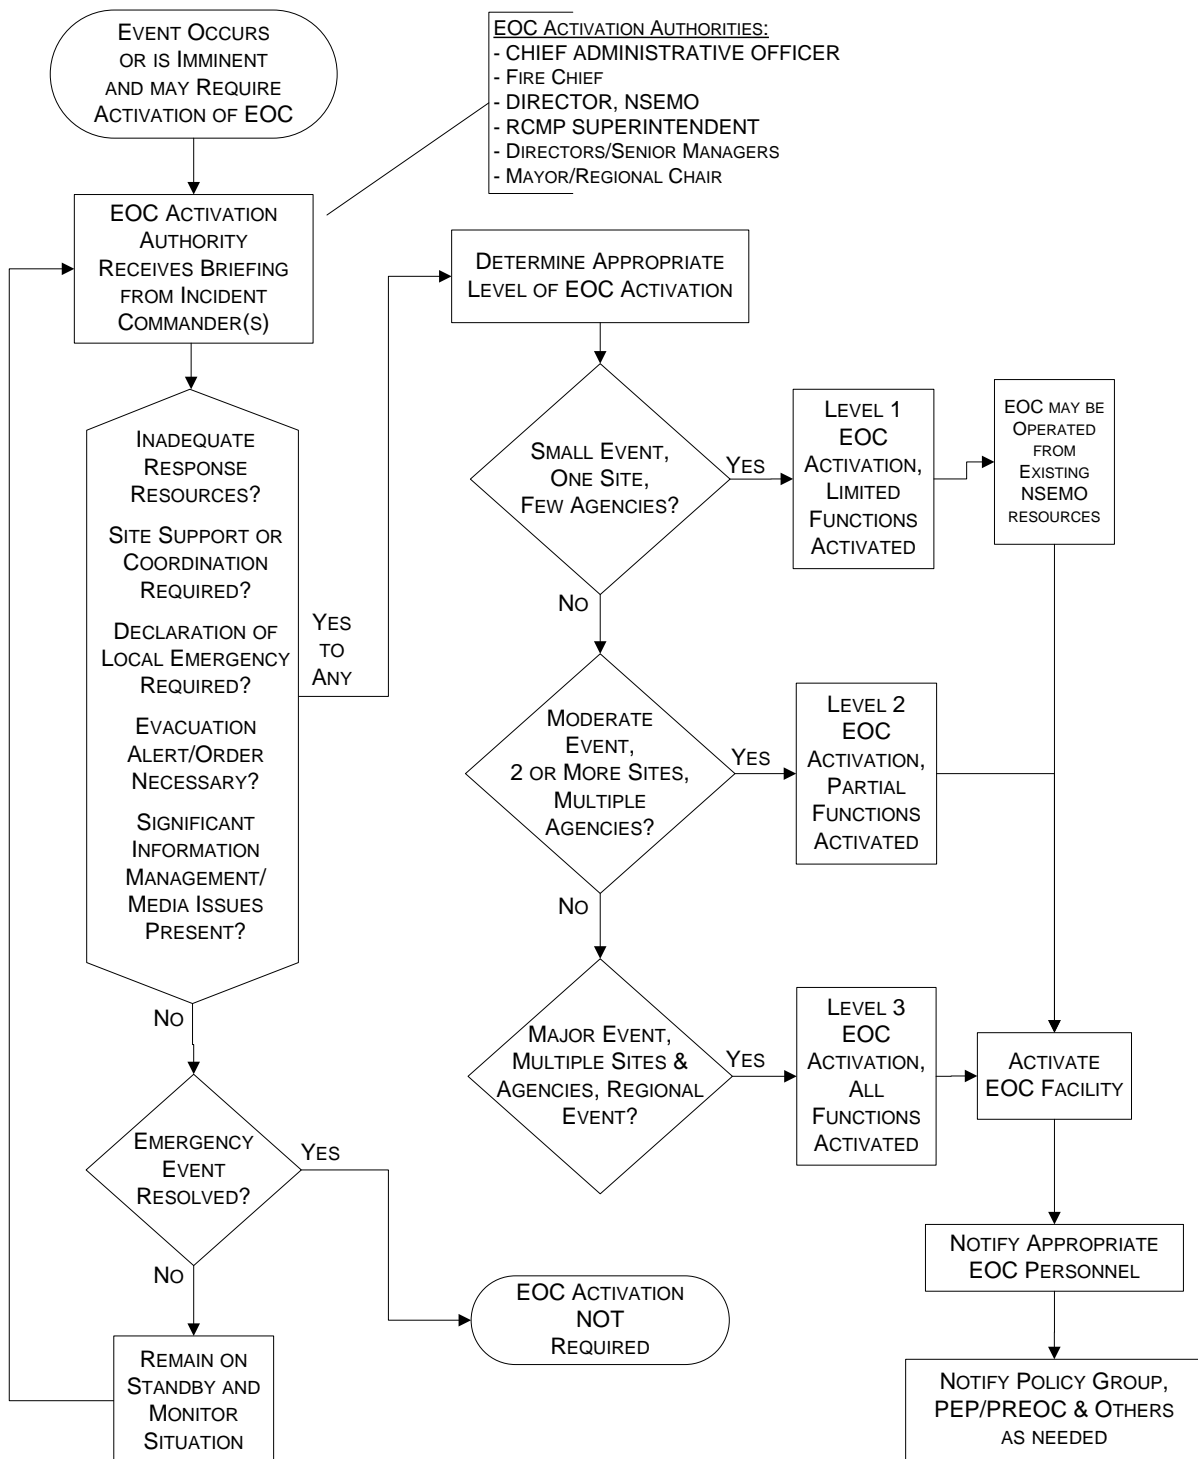 Event Occurs
or is Imminent
and may Require
Activation of EOC
EOC Activation Authorities:
- CHIEF ADMINISTRATIVE OFFICER
- Fire Chief
- DIRECTOR, NSEMO
- RCMP SUPERINTENDENT
- Directors/Senior Managers
- Mayor/Regional Chair
EOC Activation
Authority
Receives Briefing
from Incident
Commander(s)
Inadequate
Response
Resources?
Site Support or
Coordination
Required?
Declaration of
Local Emergency
Required?
Evacuation
Alert/Order
Necessary?
Significant
Information
Management/
Media Issues
Present?
Yes
to
Any
No
Emergency
Event
Resolved?
Yes
No
Remain on
Standby and
Monitor
Situation
EOC Activation
NOT
Required
Determine Appropriate
Level of EOC Activation
Small Event,
One Site,
Few Agencies?
Yes
Level 1
EOC
Activation,
Limited
Functions
Activated
EOC may be
Operated
from
Existing
NSEMO
resources
No
Moderate
Event,
2 or More Sites,
Multiple
Agencies?
Yes
Level 2
EOC
Activation,
Partial
Functions
Activated
No
Major Event,
Multiple Sites &
Agencies, Regional
Event?
Yes
Level 3
EOC
Activation,
All
Functions
Activated
Activate
EOC Facility
Notify Appropriate
EOC Personnel
Notify Policy Group,
PEP/PREOC & Others
as needed